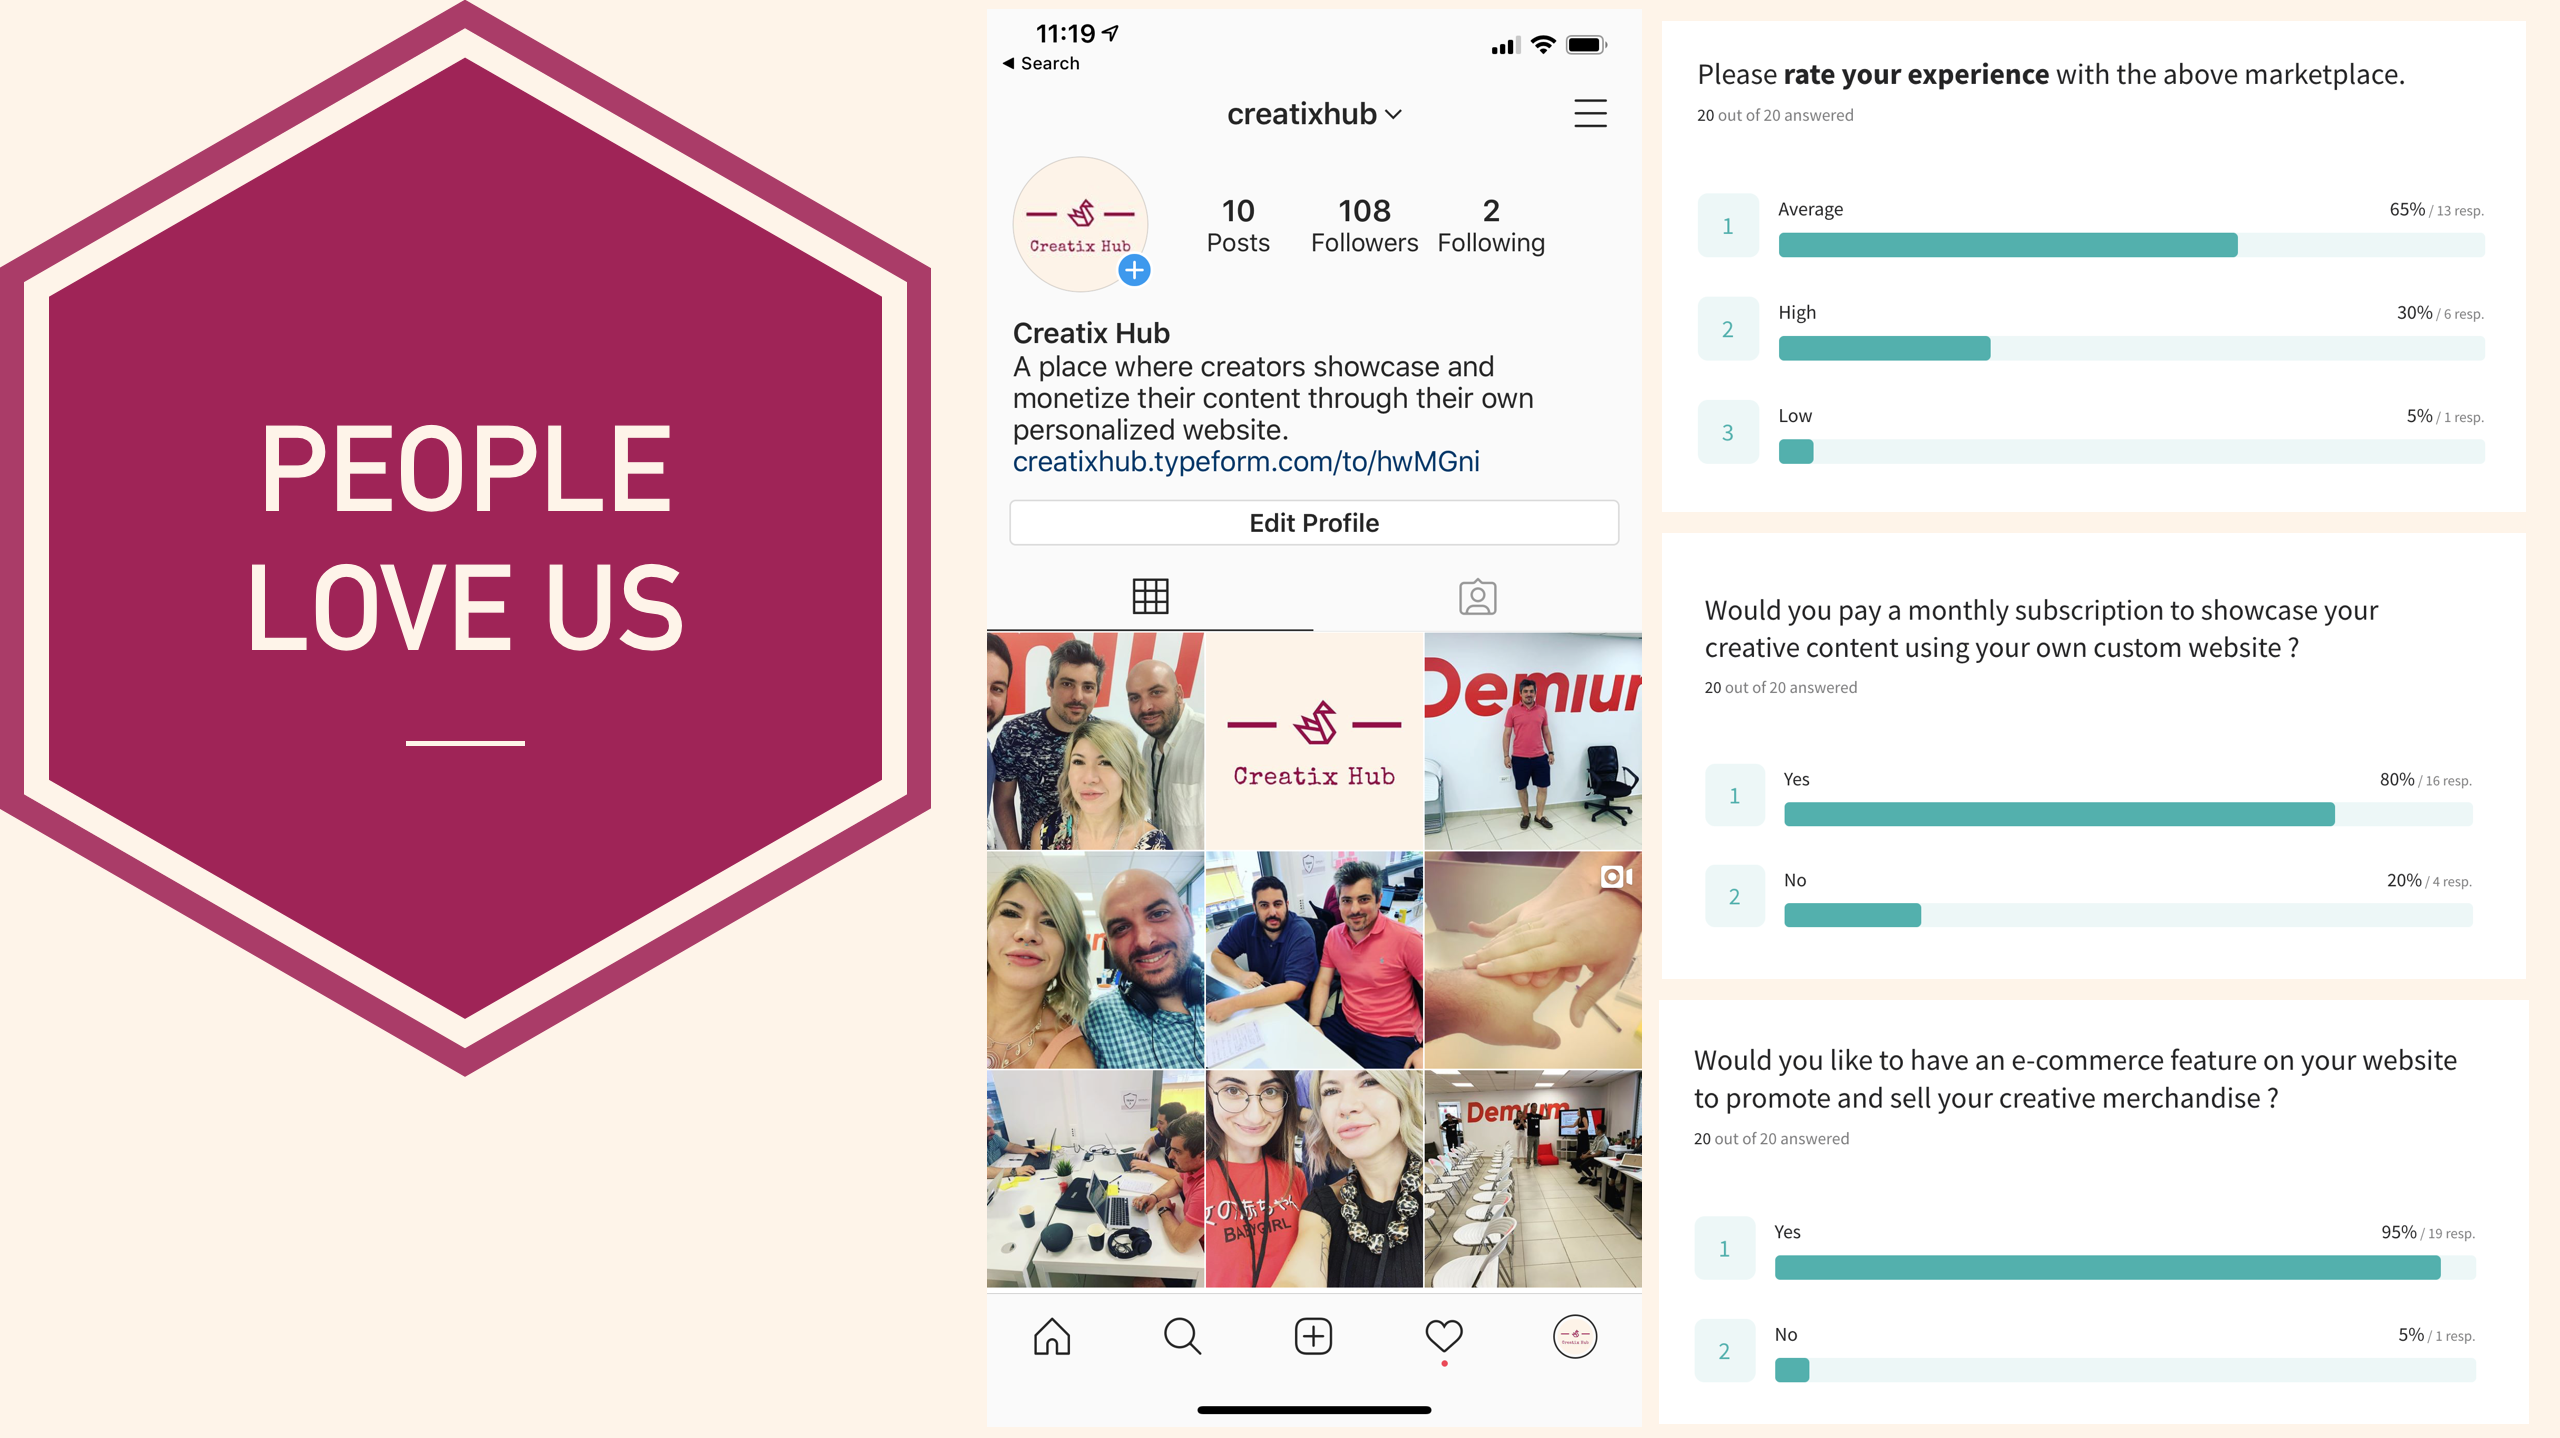 PEOPLE
LOVE US
11:19
Search
creatixhub
Creatix Hub
10
Posts
108
Followers
2
Following
Creatix Hub
A place where creators showcase and
monetize their content through their own
personalized website.
creatixhub.typeform.com/to/hwMGni
Edit Profile
Creatix Hub
Demiur
BABYGIRL
Demium
Please rate your experience with the above marketplace.
20 out of 20 answered
1
Average
65% / 13 resp.
2
High
30% / 6 resp.
3
Low
5% / 1 resp.
Would you pay a monthly subscription to showcase your
creative content using your own custom website ?
20 out of 20 answered
1
Yes
80% / 16 resp.
2
No
20% / 4 resp.
Would you like to have an e-commerce feature on your website
to promote and sell your creative merchandise ?
20 out of 20 answered
1
Yes
95% / 19 resp.
2
No
5% / 1 resp.